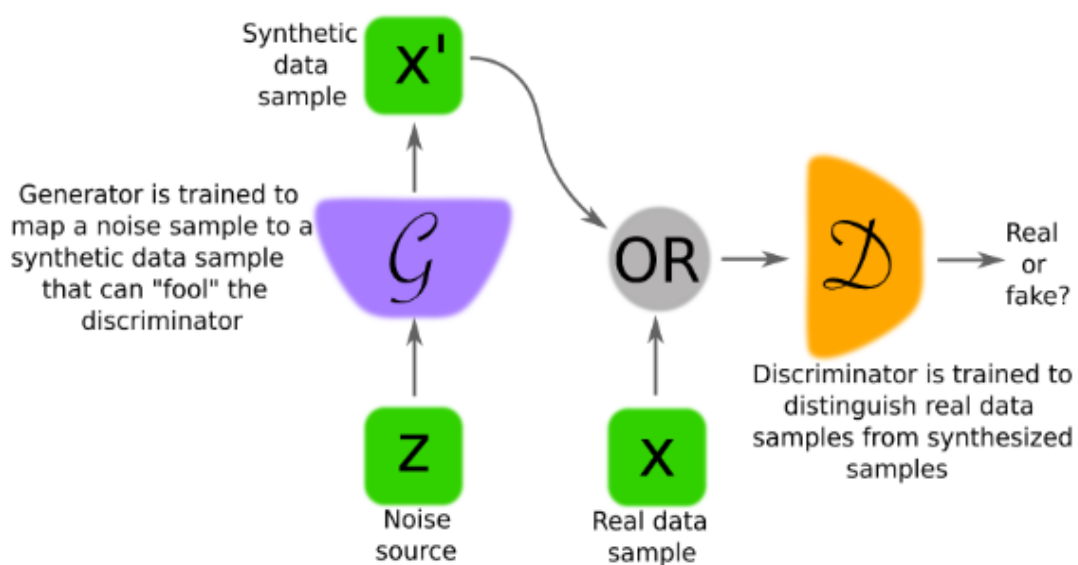 Synthetic
data
sample
x'
Generator is trained to
map a noise sample to a
synthetic data sample
that can "fool" the
discriminator
G
OR
D
Real
or
fake?
Discriminator is trained to
distinguish real data
samples from synthesized
samples
z
Noise
source
x
Real data
sample